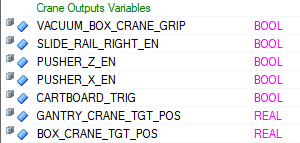 Crane Outputs Variables
VACUUM_BOX_CRANE_GRIP BOOL
SLIDE_RAIL_RIGHT_EN BOOL
PUSHER_Z_EN BOOL
PUSHER_X_EN BOOL
CARTBOARD_TRIG BOOL
GANTRY_CRANE_TGT_POS REAL
BOX_CRANE_TGT_POS REAL